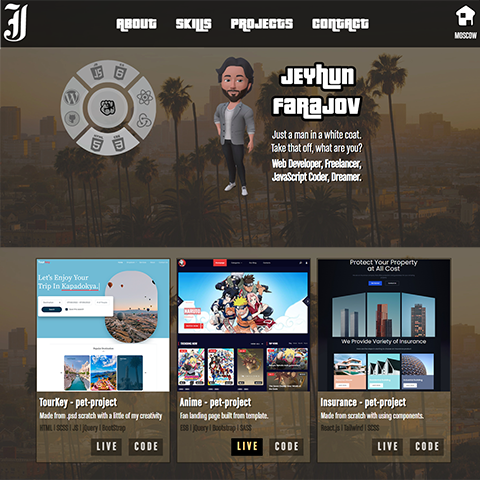 JJ
ABOUT SKILLS PROJECTS CONTACT
MOSCOW
JEYHUN
FARAJOV
Just a man in a white coat.
Take that off, what are you?
Web Developer, Freelancer,
JavaScript Coder, Dreamer.
Let's Enjoy Your
Trip In Kapadokya.|
NARUTO
Protect Your Property
at All Cost
We Provide Variety of Insurance
TourKey - pet-project
Made from .psd scratch with a little of my creativity
HTML | SCSS | JS | jQuery | BootStrap
LIVE CODE
Anime - pet-project
Fan landing page built from template.
ES6 | jQuery | Bootstap | SASS
LIVE CODE
Insurance - pet-project
Made from scratch with using components.
React.js | Tailwind | SCSS
LIVE CODE